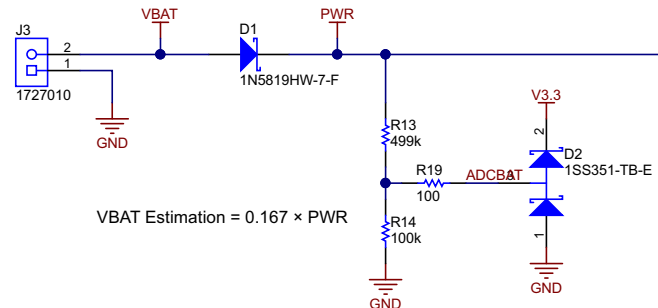 VBAT
D1
PWR
J3
2
1
1N5819HW-7-F
1727010
GND
V3.3
R13
499k
2
D2
1SS351-TB-E
R19
ADCBAT
3
100
VBAT Estimation = 0.167 × PWR
R14
100k
1
GND
GND